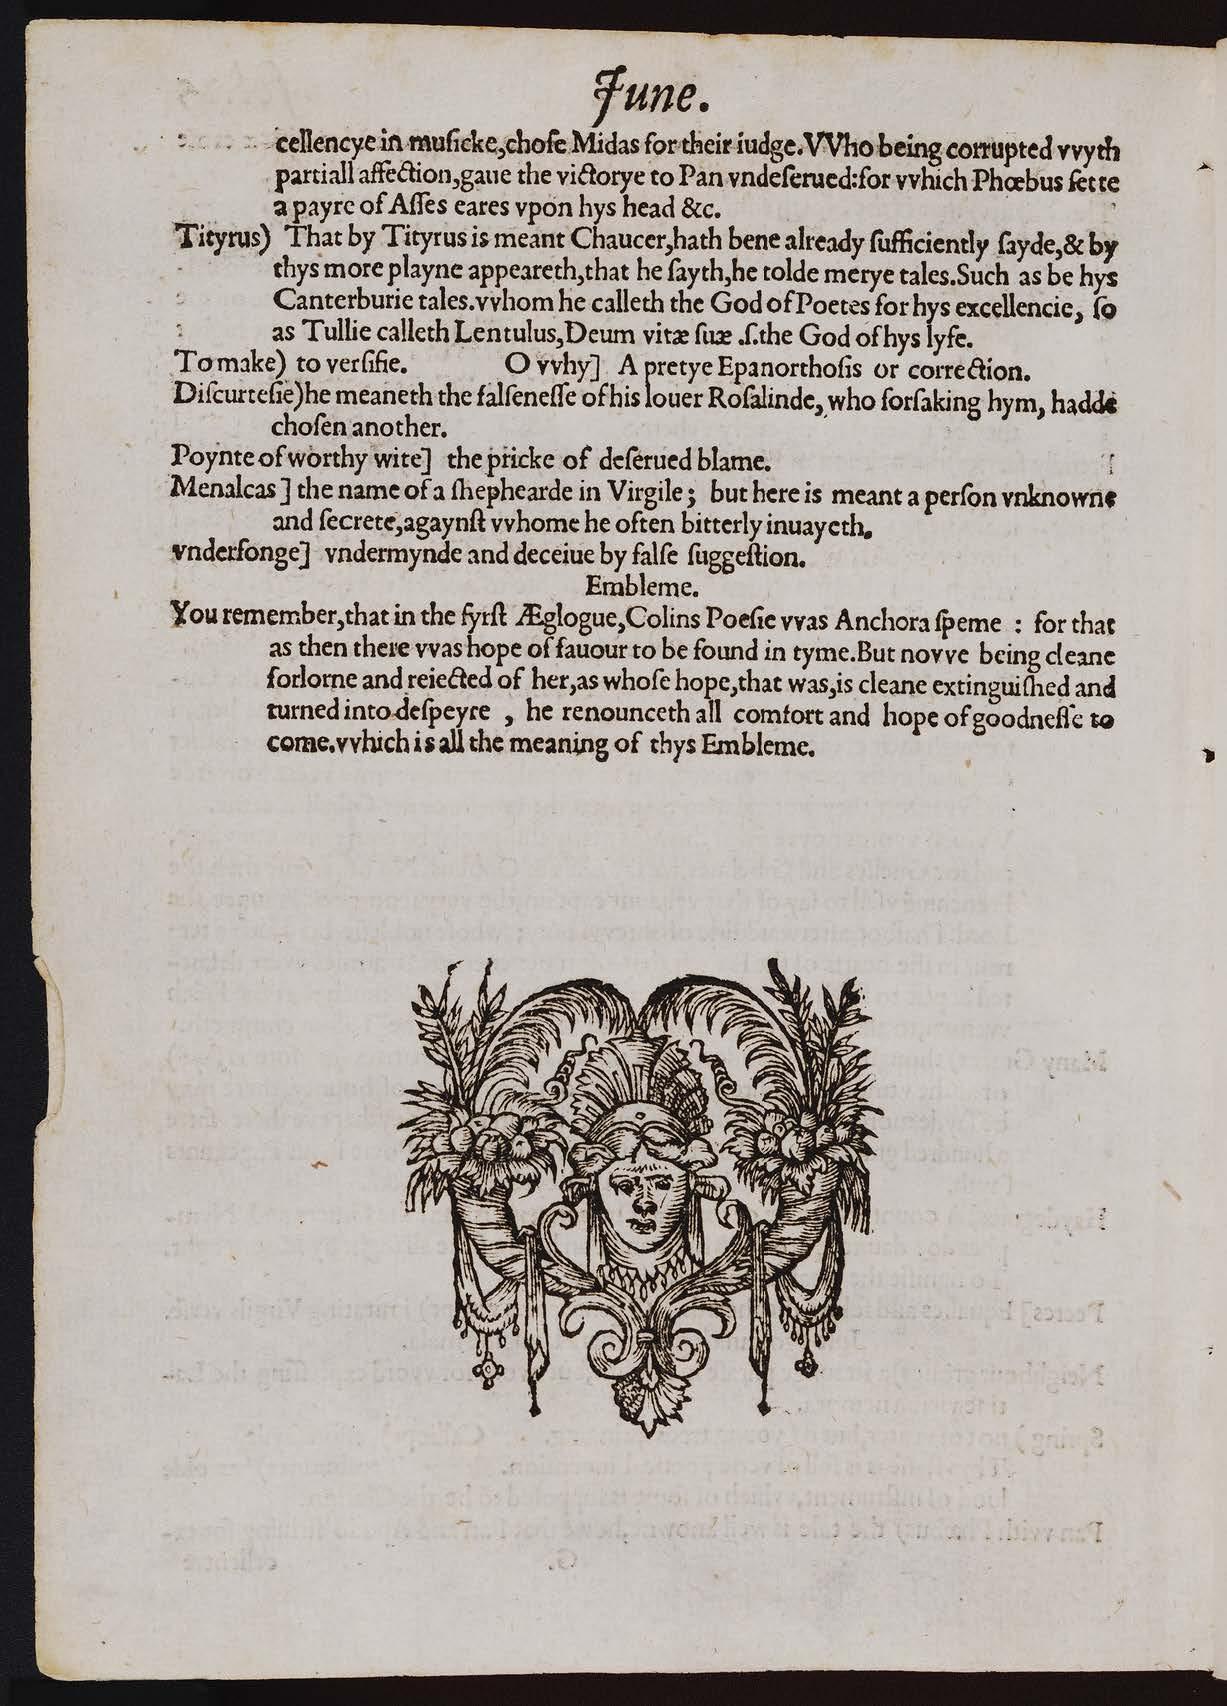 June.
cellencye in muſicke,choſe Midas for their iudge.VVho being corrupted vvyth
partiall affection,gaue the victorye to Pan vndeſerued:for vvhich Phœbus ſette
a payre of Aſſes eares vpon hys head &c.
Tityrus) That by Tityrus is meant Chaucer,hath bene already ſufficiently ſayde,& by
thys more playne appeareth,that he ſayth,he tolde merye tales.Such as be hys
Canterburie tales.vvhom he calleth the God of Poetes for hys excellencie, ſo
as Tullie calleth Lentulus,Deum vitæ ſuæ .ſ.the God of hys lyfe.
To make) to verſifie. O vvhy] A pretye Epanorthoſis or correction.
Diſcurteſie)he meaneth the falſeneſſe of his louer Roſalinde, who forſaking hym, hadde
choſen another.
Poynte of worthy wite] the pricke of deſerued blame.
Menalcas ] the name of a ſhephearde in Virgile; but here is meant a perſon vnknowne
and ſecrete,agaynſt vvhome he often bitterly inuayeth.
vnderfonge] vndermynde and deceiue by falſe ſuggeſtion.
Embleme.
You remember,that in the fyrſt Æglogue,Colins Poeſie vvas Anchora ſpeme : for that
as then there vvas hope of fauour to be found in tyme.But novve being cleane
forlorne and reiected of her,as whoſe hope,that was,is cleane extinguiſhed and
turned into deſpeyre , he renounceth all comfort and hope of goodneſſe to
come.vvhich is all the meaning of thys Embleme.